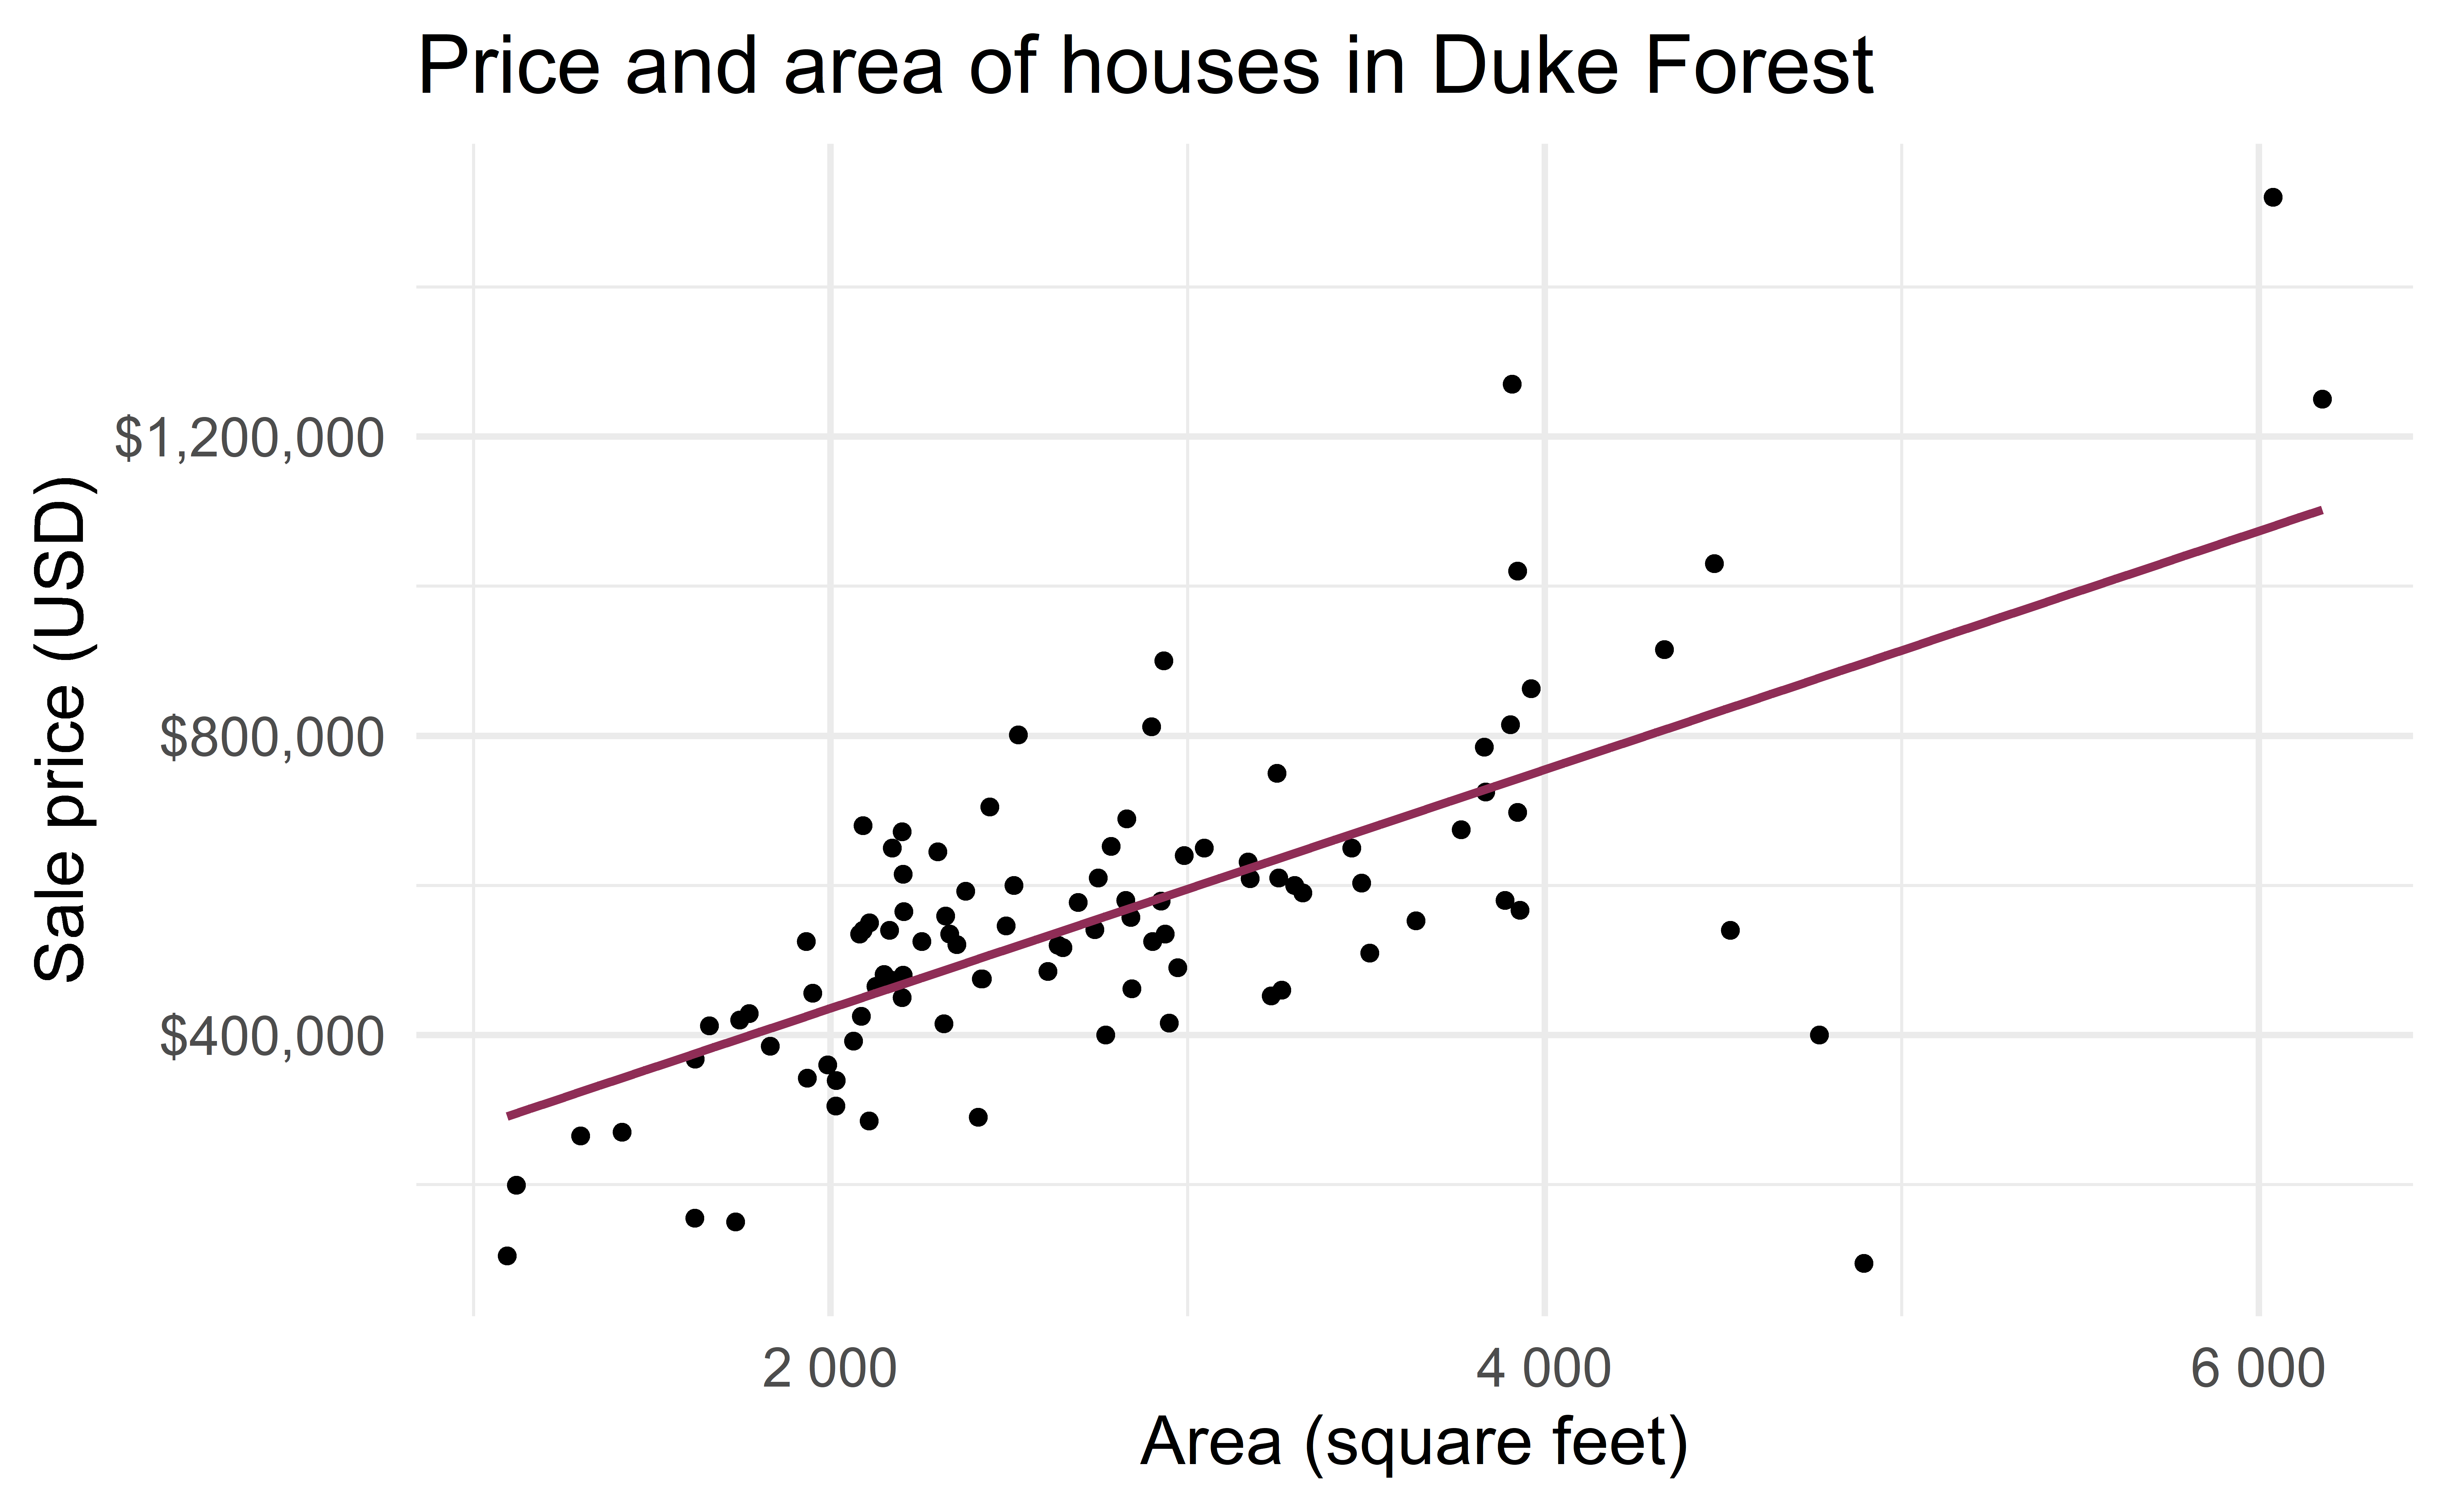 Price and area of houses in Duke Forest
$1,200,000
$800,000
$400,000
Sale price (USD)
2 000
4 000
6 000
Area (square feet)